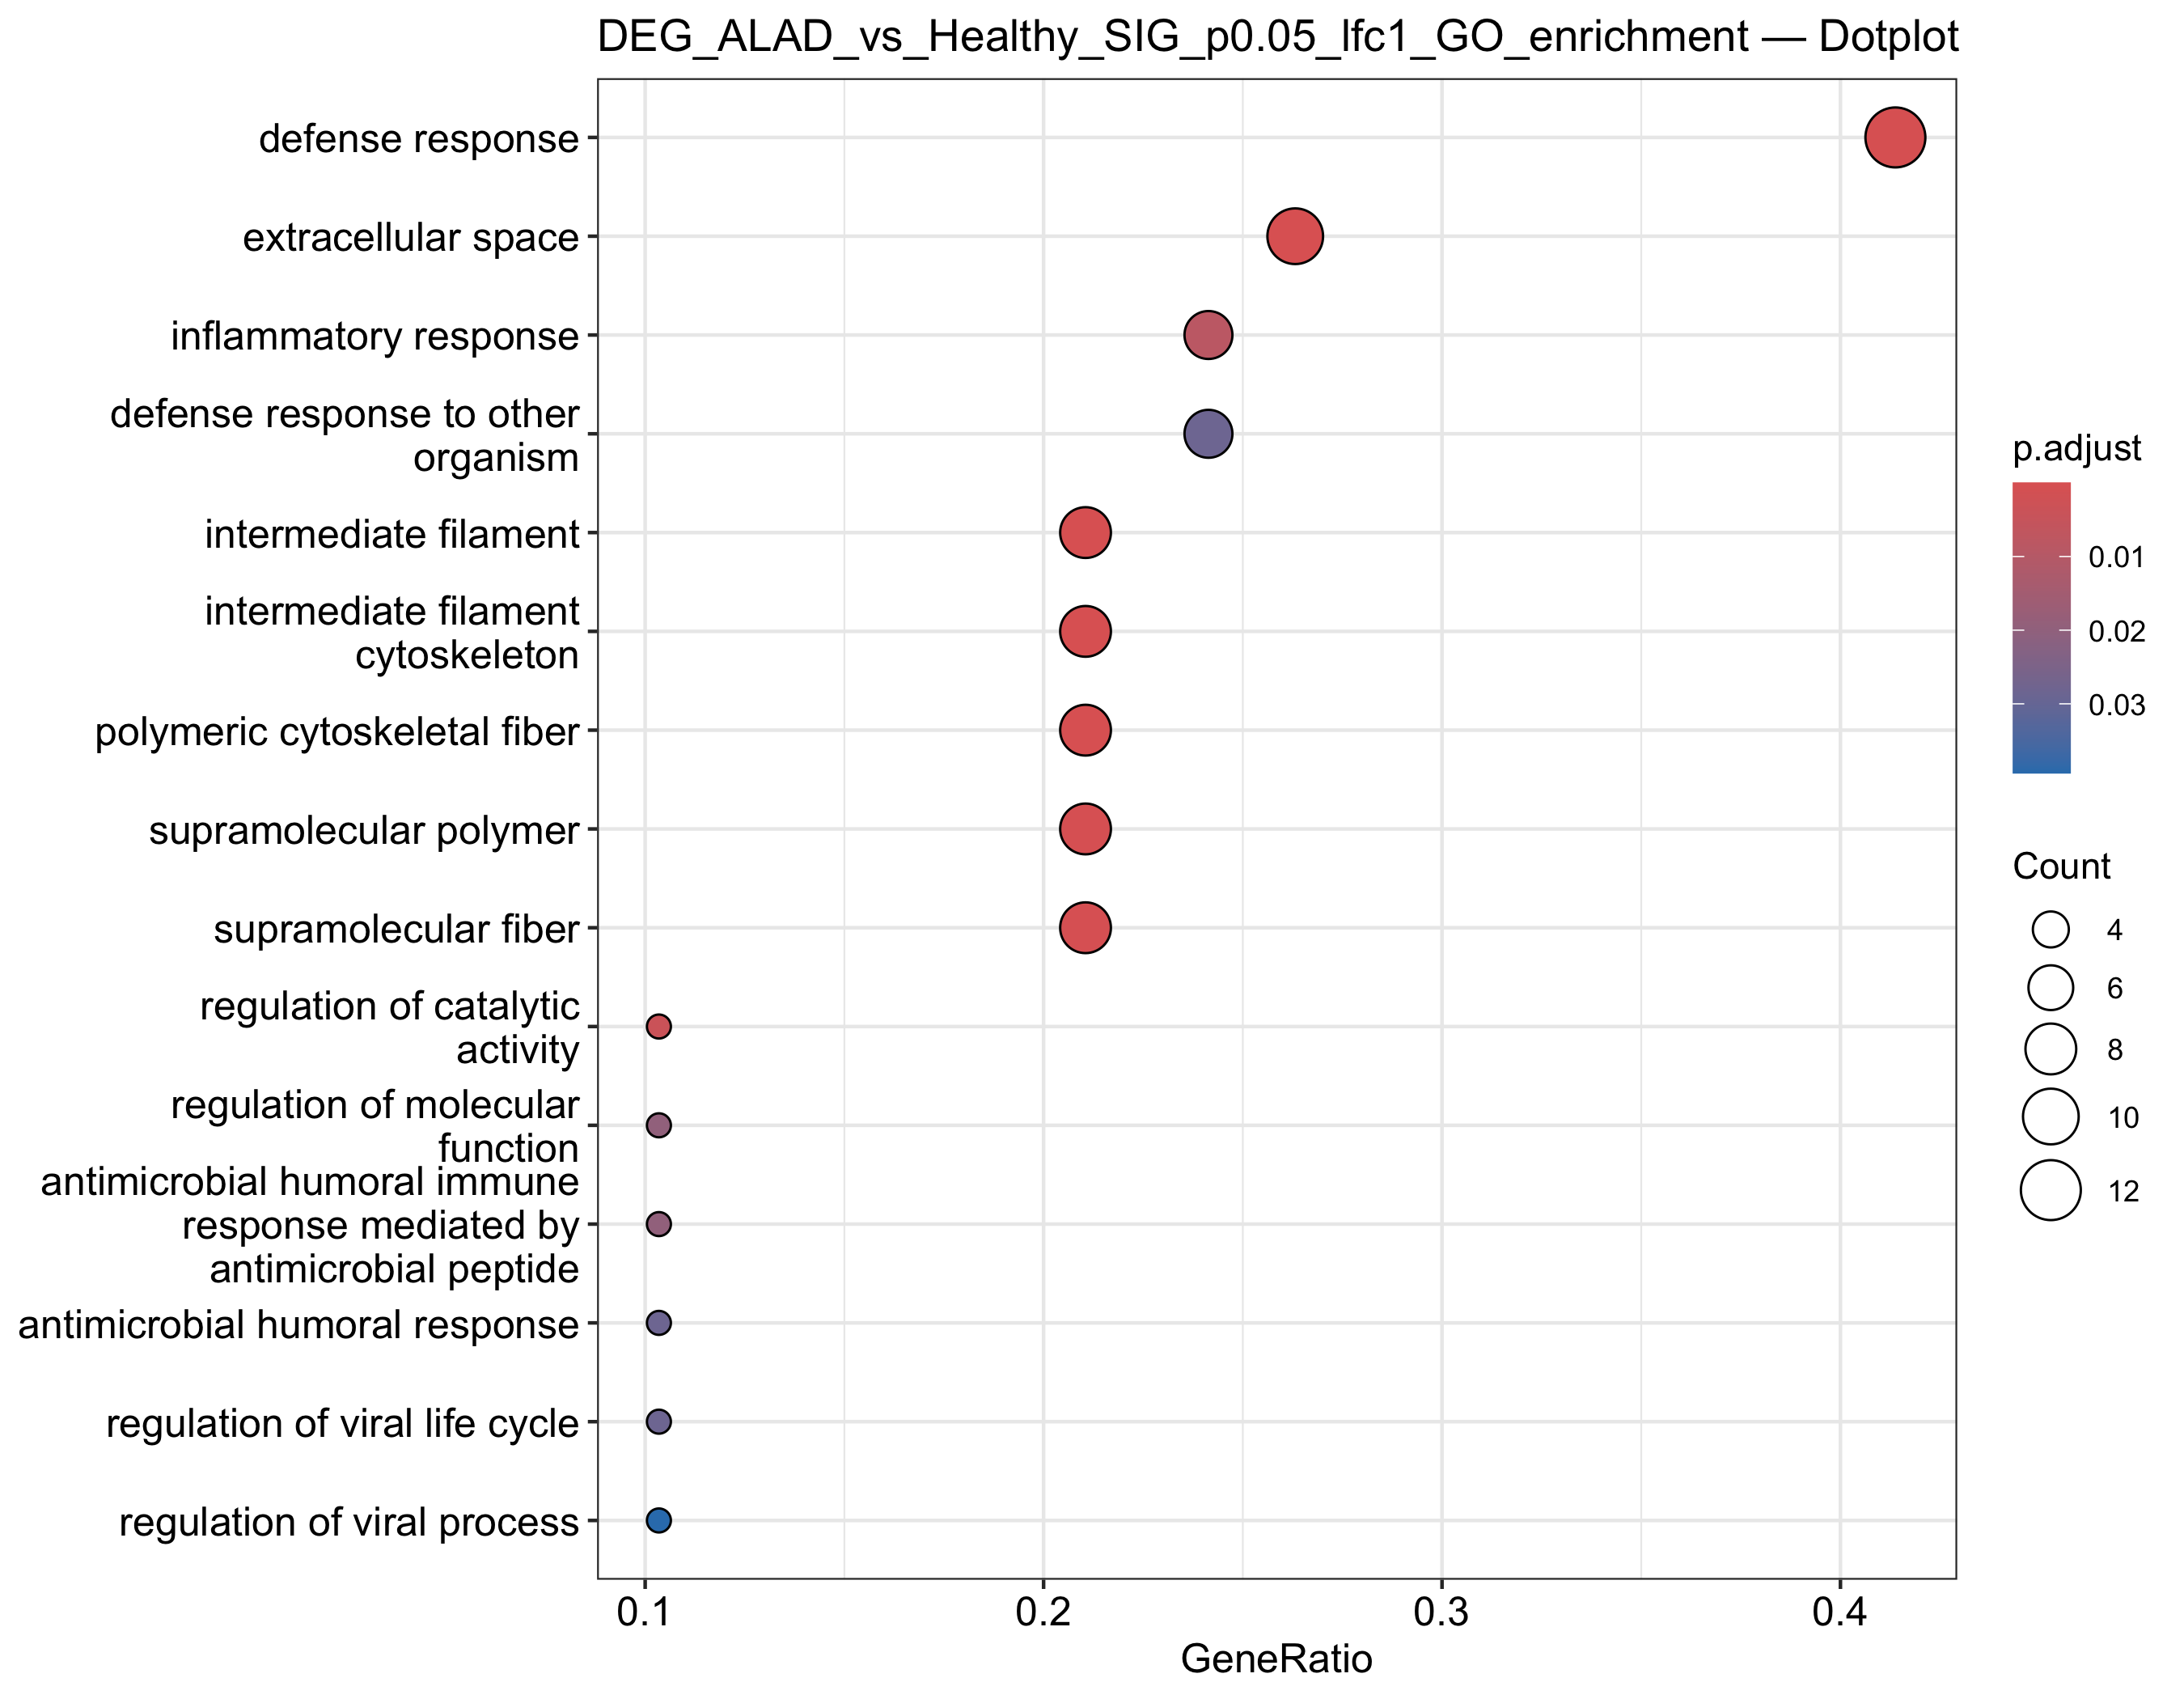 DEG_ALAD_vs_Healthy_SIG_p0.05_lfc1_GO_enrichment — Dotplot
defense response
extracellular space
inflammatory response
defense response to other
organism
intermediate filament
intermediate filament
cytoskeleton
polymeric cytoskeletal fiber
supramolecular polymer
supramolecular fiber
regulation of catalytic
activity
regulation of molecular
function
antimicrobial humoral immune
response mediated by
antimicrobial peptide
antimicrobial humoral response
regulation of viral life cycle
regulation of viral process
0.1 0.2 0.3 0.4
GeneRatio
p.adjust
0.01
0.02
0.03
Count
4
6
8
10
12